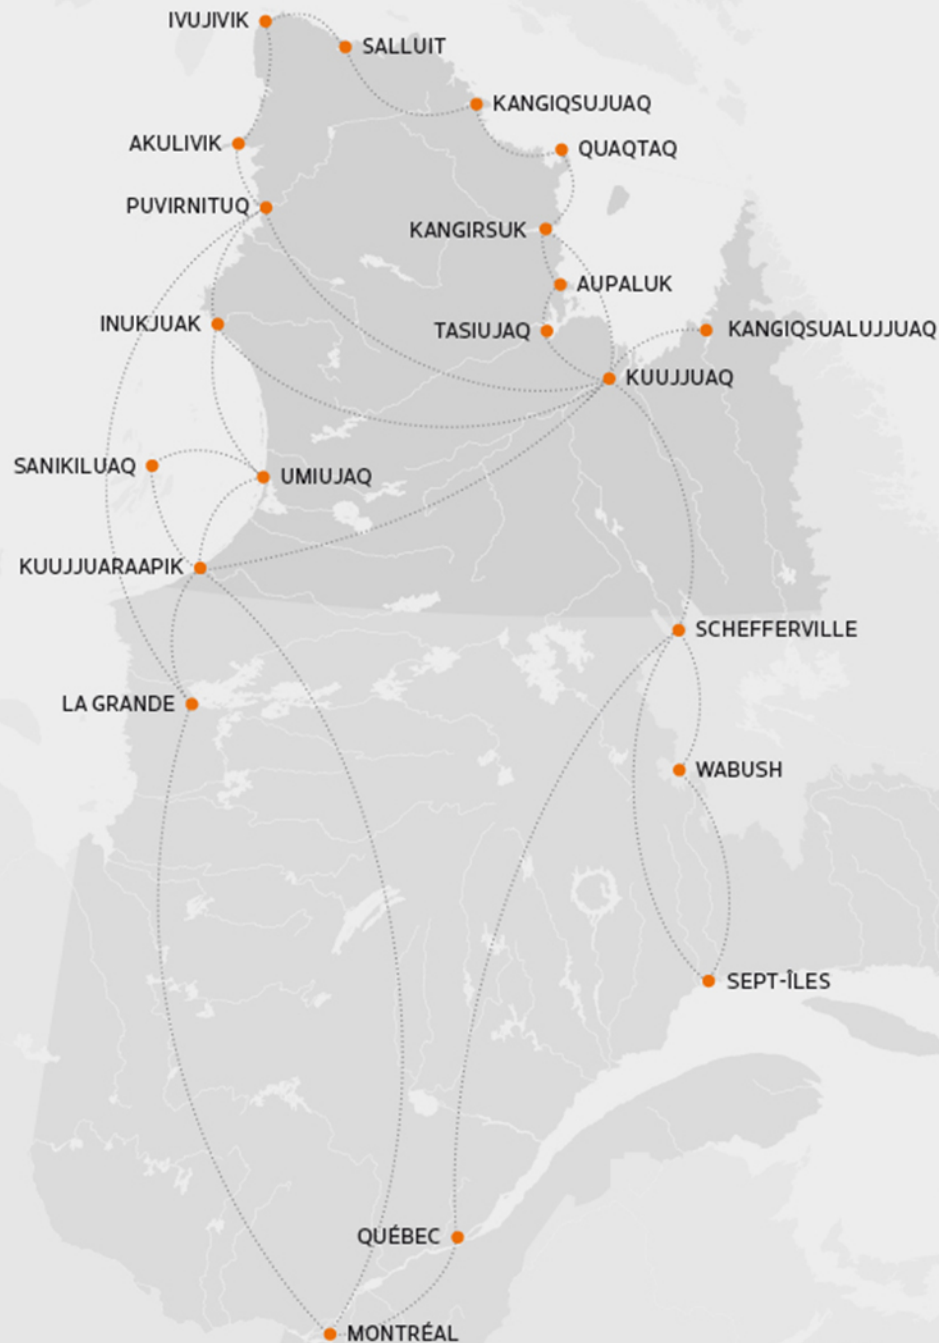 IVUJIVIK
SALLUIT
KANGIQSUJUAQ
AKULIVIK
QUAQTAQ
PUVIRNITUQ
KANGIRSUK
AUPALUK
INUKJUAK
TASIUJAQ
KANGIQSUALUJJUAQ
KUUJJUAQ
SANIKILUAQ
UMIUJAQ
KUUJJUARAAPIK
SCHEFFERVILLE
LA GRANDE
WABUSH
SEPT-ÎLES
QUÉBEC
MONTRÉAL